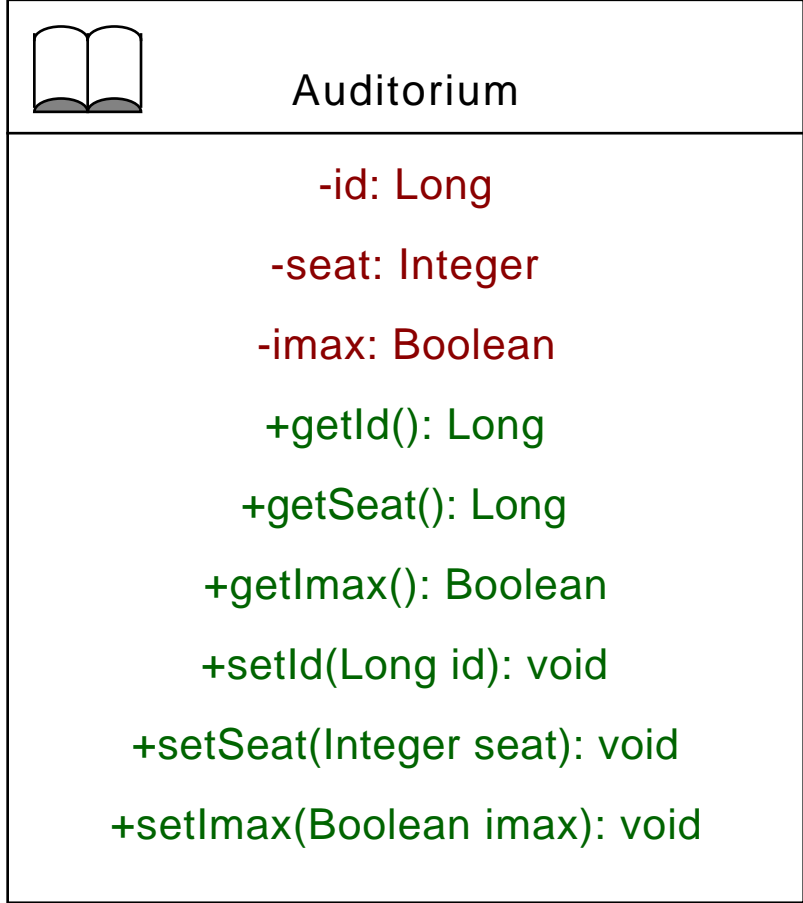 Auditorium
-id: Long
-seat: Integer
-imax: Boolean
+getId(): Long
+getSeat(): Long
+getImax(): Boolean
+setId(Long id): void
+setSeat(Integer seat): void
+setImax(Boolean imax): void